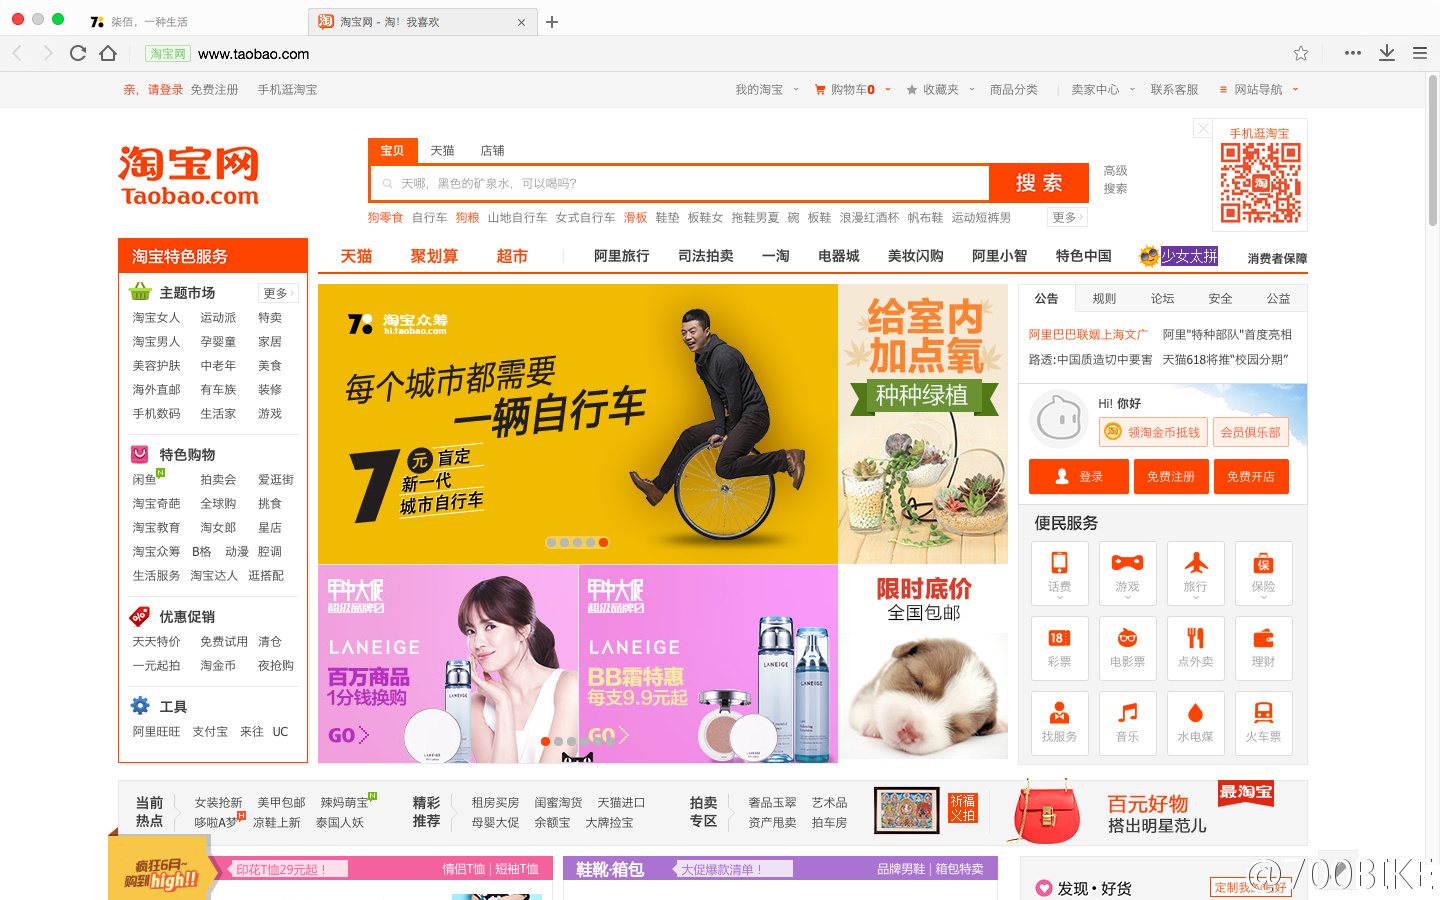 柒佰，一种生活
淘宝网 - 淘！我喜欢
淘宝网 www.taobao.com
亲，请登录 免费注册 手机逛淘宝
我的淘宝 购物车0 收藏夹 商品分类 卖家中心 联系客服 网站导航
淘宝网
Taobao.com
宝贝 天猫 店铺
天哪，黑色的矿泉水，可以喝吗?
搜索
高级
搜索
手机逛淘宝
狗零食 自行车 狗粮 山地自行车 女式自行车 滑板 鞋垫 板鞋女 拖鞋男夏 碗 板鞋 浪漫红酒杯 帆布鞋 运动短裤男
更多
淘宝特色服务
天猫 聚划算 超市 阿里旅行 司法拍卖 一淘 电器城 美妆闪购 阿里小智 特色中国 少女太拼 消费者保障
主题市场 更多
淘宝女人 运动派 特卖
淘宝男人 孕婴童 家居
美容护肤 中老年 美食
海外直邮 有车族 装修
手机数码 生活家 游戏
特色购物
闲鱼 N 拍卖会 爱逛街
淘宝奇葩 全球购 挑食
淘宝教育 淘女郎 星店
淘宝众筹 B格 动漫 腔调
生活服务 淘宝达人 逛搭配
优惠促销
天天特价 免费试用 清仓
一元起拍 淘金币 夜抢购
工具
阿里旺旺 支付宝 来往 UC
淘宝众筹
hi.taobao.com
每个城市都需要
一辆自行车
7元盲定
新一代
城市自行车
给室内
加点氧
种种绿植
甲午大促
超级品牌日
LANEIGE
百万商品
1分钱换购
GO
LANEIGE
LANEIGE
甲午大促
超级品牌日
LANEIGE
BB霜特惠
每支9.9元起
GO
LANEIGE
LANEIGE
限时底价
全国包邮
公告 规则 论坛 安全 公益
阿里巴巴联姻上海文广 阿里"特种部队"首度亮相
路透:中国质造切中要害 天猫618将推"校园分期"
Hi! 你好
淘 领淘金币抵钱 会员俱乐部
登录 免费注册 免费开店
便民服务
话费 游戏 旅行 保险
彩票 电影票 点外卖 理财
找服务 音乐 水电煤 火车票
当前
热点
女装抢新 美甲包邮 辣妈萌宝 N
哆啦A梦 H 凉鞋上新 泰国人妖
精彩
推荐
租房买房 闺蜜淘货 天猫进口
母婴大促 余额宝 大牌捡宝
拍卖
专区
奢品玉翠 艺术品
资产甩卖 拍车房
祈福
义拍
百元好物
搭出明星范儿
最淘宝
疯狂6月~
购到high!!
印花T恤29元起！ 情侣T恤 | 短袖T恤
鞋靴·箱包 大促爆款清单！ 品牌男鞋 | 箱包特卖
发现·好货
@700BIKE